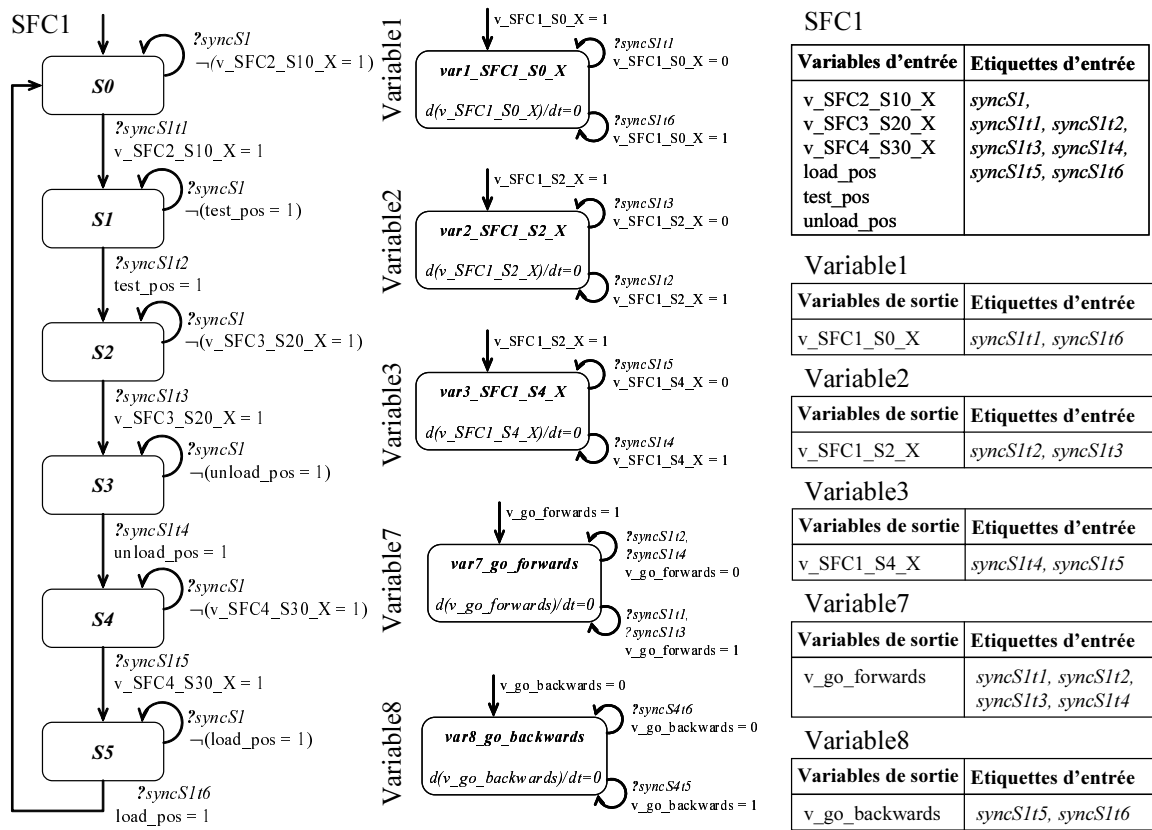 SFC1
?syncS1
¬(v_SFC2_S10_X = 1)
S0
?syncS1t1
v_SFC2_S10_X = 1
?syncS1
¬(test_pos = 1)
S1
?syncS1t2
test_pos = 1
?syncS1
¬(v_SFC3_S20_X = 1)
S2
?syncS1t3
v_SFC3_S20_X = 1
?syncS1
¬(unload_pos = 1)
S3
?syncS1t4
unload_pos = 1
?syncS1
¬(v_SFC4_S30_X = 1)
S4
?syncS1t5
v_SFC4_S30_X = 1
?syncS1
¬(load_pos = 1)
S5
?syncS1t6
load_pos = 1
Variable1
v_SFC1_S0_X = 1
?syncS1t1
v_SFC1_S0_X = 0
var1_SFC1_S0_X
d(v_SFC1_S0_X)/dt=0
?syncS1t6
v_SFC1_S0_X = 1
Variable2
v_SFC1_S2_X = 1
?syncS1t3
v_SFC1_S2_X = 0
var2_SFC1_S2_X
d(v_SFC1_S2_X)/dt=0
?syncS1t2
v_SFC1_S2_X = 1
Variable3
v_SFC1_S2_X = 1
?syncS1t5
v_SFC1_S4_X = 0
var3_SFC1_S4_X
d(v_SFC1_S4_X)/dt=0
?syncS1t4
v_SFC1_S4_X = 1
Variable7
v_go_forwards = 1
?syncS1t2,
?syncS1t4
v_go_forwards = 0
var7_go_forwards
d(v_go_forwards)/dt=0
?syncS1t1,
?syncS1t3
v_go_forwards = 1
Variable8
v_go_backwards = 0
?syncS4t6
v_go_backwards = 0
var8_go_backwards
d(v_go_backwards)/dt=0
?syncS4t5
v_go_backwards = 1
SFC1
Variables d'entrée Etiquettes d'entrée
v_SFC2_S10_X syncS1,
v_SFC3_S20_X syncS1t1, syncS1t2,
v_SFC4_S30_X syncS1t3, syncS1t4,
load_pos syncS1t5, syncS1t6
test_pos
unload_pos
Variable1
Variables de sortie Etiquettes d'entrée
v_SFC1_S0_X syncS1t1, syncS1t6
Variable2
Variables de sortie Etiquettes d'entrée
v_SFC1_S2_X syncS1t2, syncS1t3
Variable3
Variables de sortie Etiquettes d'entrée
v_SFC1_S4_X syncS1t4, syncS1t5
Variable7
Variables de sortie Etiquettes d'entrée
v_go_forwards syncS1t1, syncS1t2,
syncS1t3, syncS1t4
Variable8
Variables de sortie Etiquettes d'entrée
v_go_backwards syncS1t5, syncS1t6